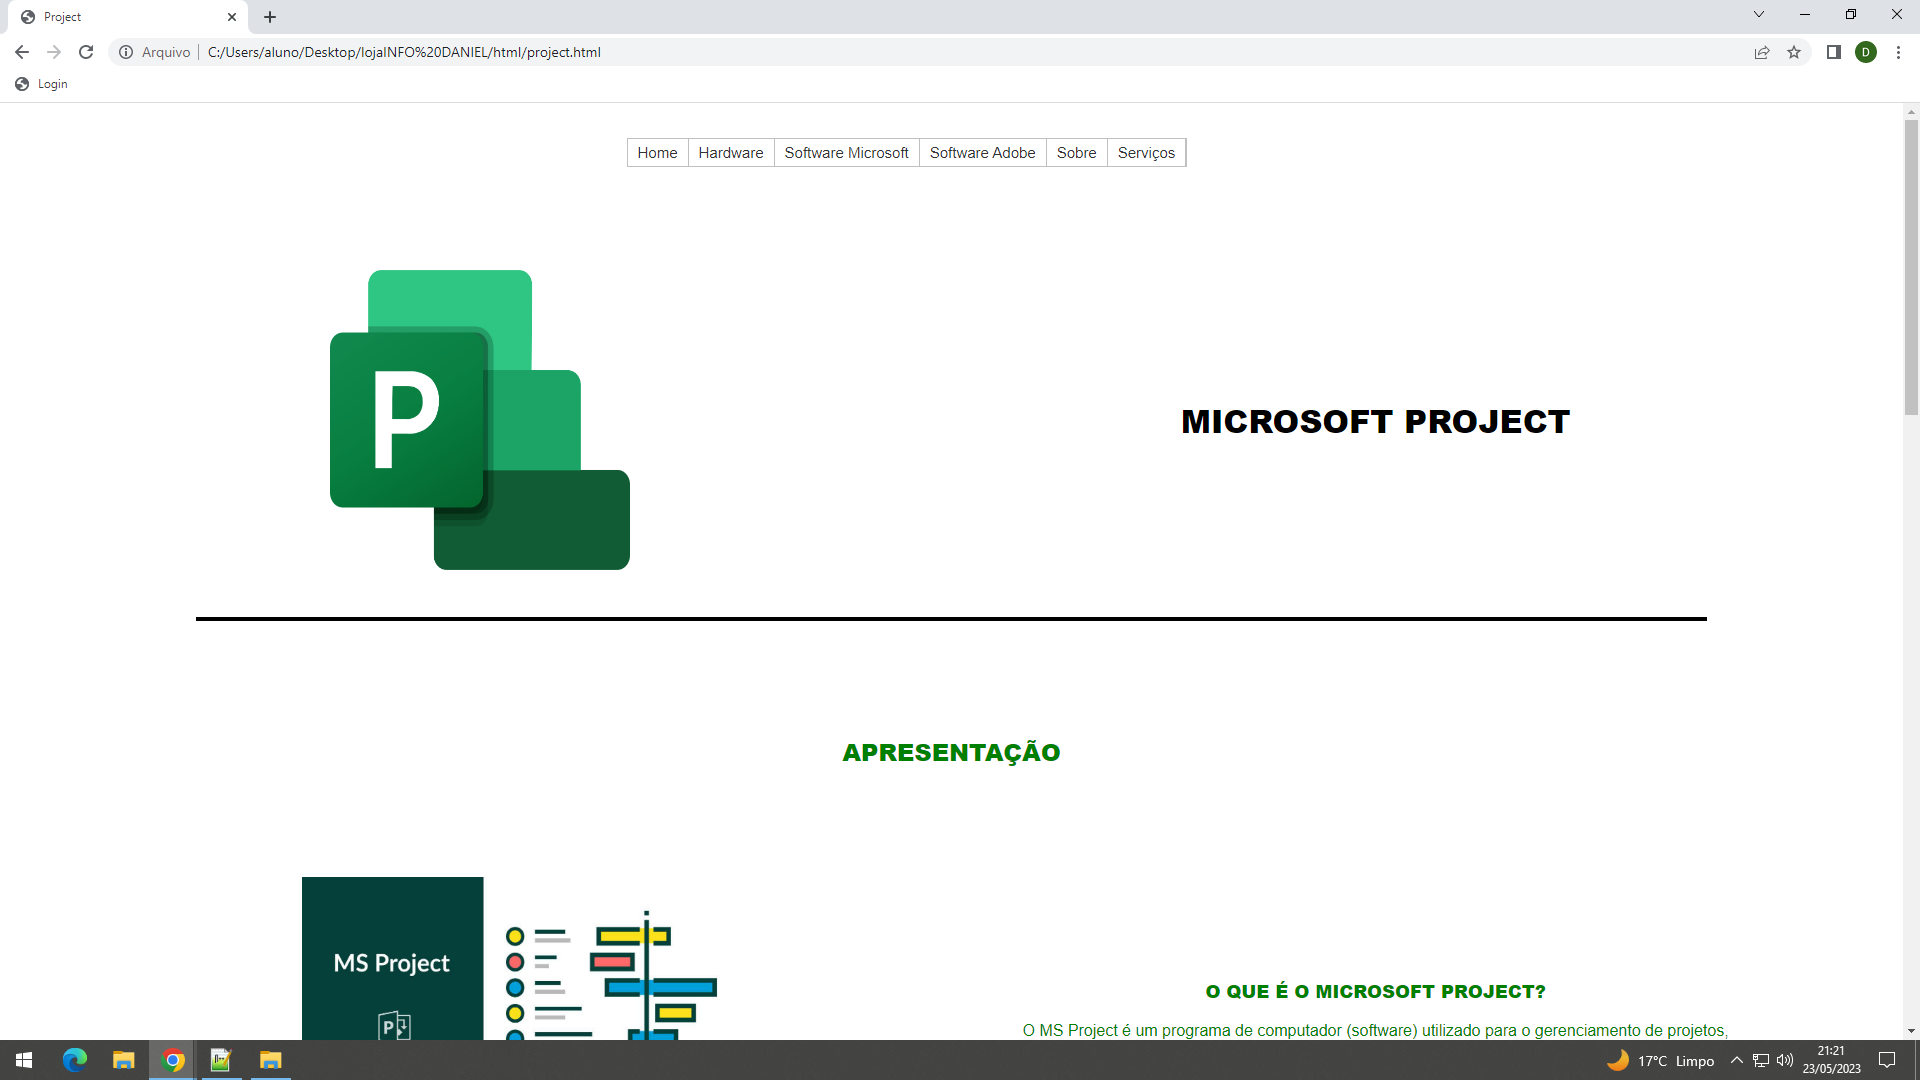 Project
Arquivo C:/Users/aluno/Desktop/lojaINFO%20DANIEL/html/project.html
D
Login
Home Hardware Software Microsoft Software Adobe Sobre Serviços
P
MICROSOFT PROJECT
APRESENTAÇÃO
MS Project
P
O QUE É O MICROSOFT PROJECT?
O MS Project é um programa de computador (software) utilizado para o gerenciamento de projetos,
17°C Limpo
21:21
23/05/2023